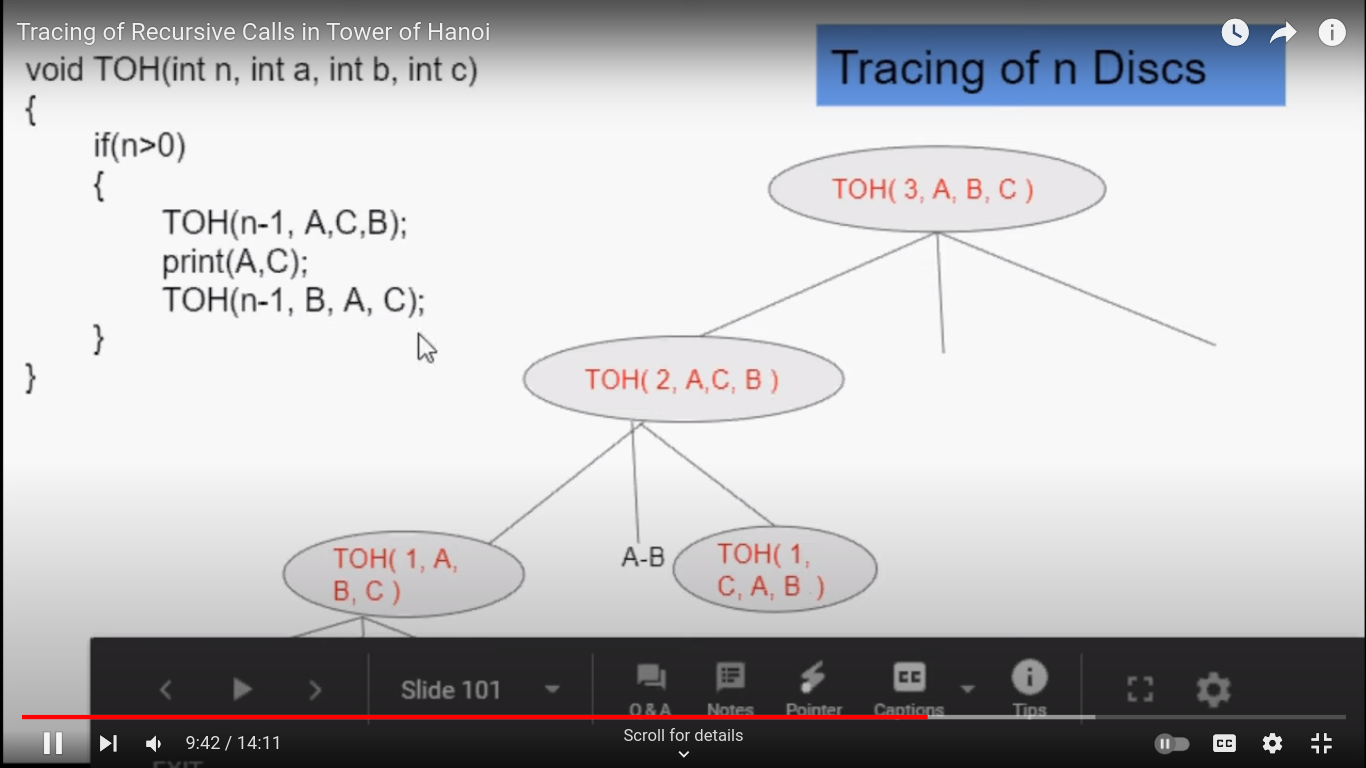 Tracing of Recursive Calls in Tower of Hanoi
void TOH(int n, int a, int b, int c)
{
if(n>0)
{
TOH(n-1, A,C,B);
print(A,C);
TOH(n-1, B, A, C);
}
}
Tracing of n Discs
TOH( 3, A, B, C )
TOH( 2, A,C, B )
TOH( 1, A,
B, C )
A-B
TOH( 1,
C, A, B )
Slide 101
Q & A
Notes
Pointer
CC
Captions
Tips
9:42 / 14:11
Scroll for details
CC
EXIT